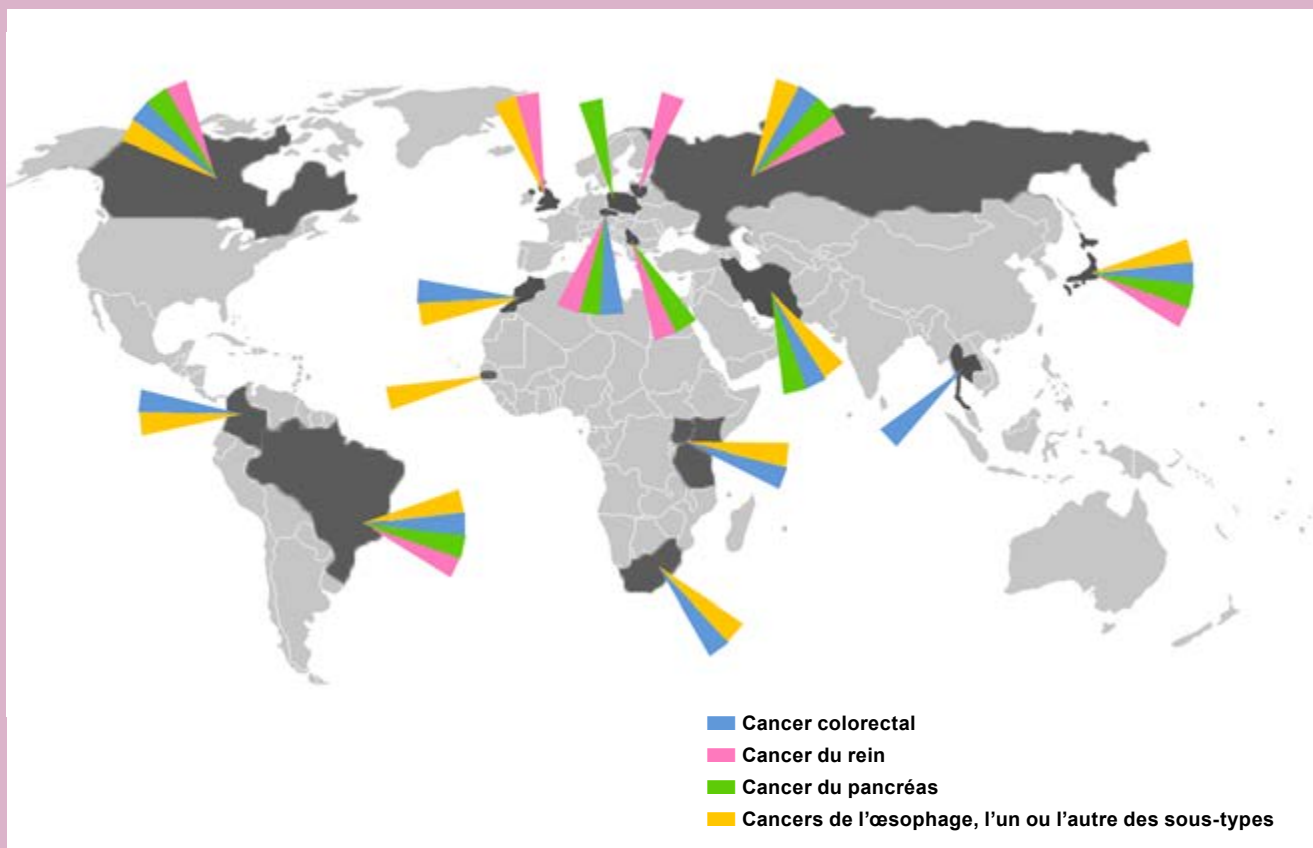 Cancer colorectal
Cancer du rein
Cancer du pancréas
Cancers de l’œsophage, l’un ou l’autre des sous-types